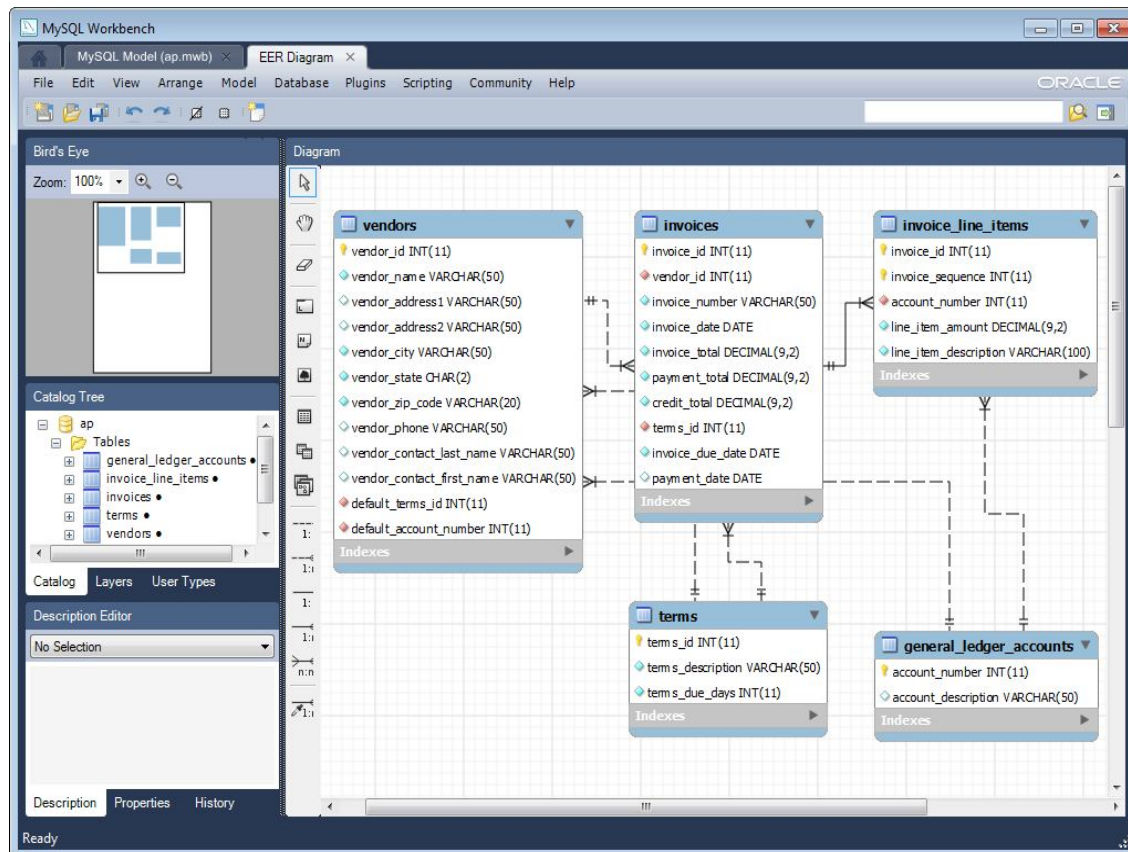 MySQL Workbench
MySQL Model (ap.mwb) ×
EER Diagram ×
File Edit View Arrange Model Database Plugins Scripting Community Help
ORACLE
Bird's Eye
Zoom: 100%
Catalog Tree
ap
Tables
general_ledger_accounts •
invoice_line_items •
invoices •
terms •
vendors •
Catalog Layers User Types
Description Editor
No Selection
Description Properties History
Diagram
1:
1:
n:n
vendors
vendor_id INT(11)
vendor_name VARCHAR(50)
vendor_address1 VARCHAR(50)
vendor_address2 VARCHAR(50)
vendor_city VARCHAR(50)
vendor_state CHAR(2)
vendor_zip_code VARCHAR(20)
vendor_phone VARCHAR(50)
vendor_contact_last_name VARCHAR(50)
vendor_contact_first_name VARCHAR(50)
default_terms_id INT(11)
default_account_number INT(11)
Indexes
invoices
invoice_id INT(11)
vendor_id INT(11)
invoice_number VARCHAR(50)
invoice_date DATE
invoice_total DECIMAL(9,2)
payment_total DECIMAL(9,2)
credit_total DECIMAL(9,2)
terms_id INT(11)
invoice_due_date DATE
payment_date DATE
Indexes
invoice_line_items
invoice_id INT(11)
invoice_sequence INT(11)
account_number INT(11)
line_item_amount DECIMAL(9,2)
line_item_description VARCHAR(100)
Indexes
terms
terms_id INT(11)
terms_description VARCHAR(50)
terms_due_days INT(11)
Indexes
general_ledger_accounts
account_number INT(11)
account_description VARCHAR(50)
Indexes
Ready